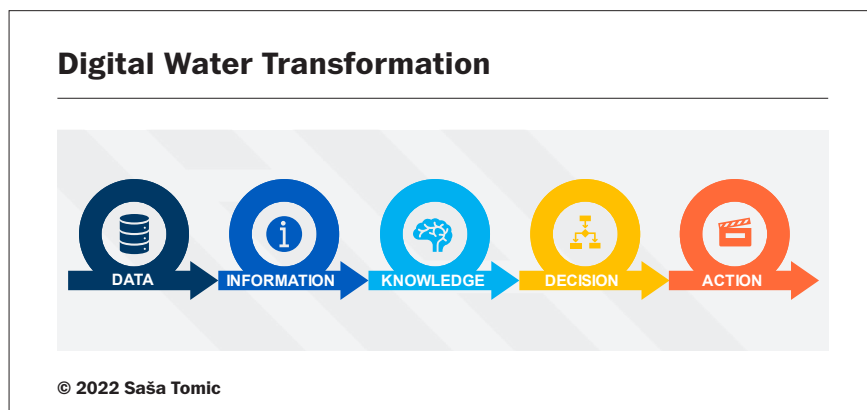 Digital Water Transformation
DATA
INFORMATION
KNOWLEDGE
DECISION
ACTION
© 2022 Saša Tomic